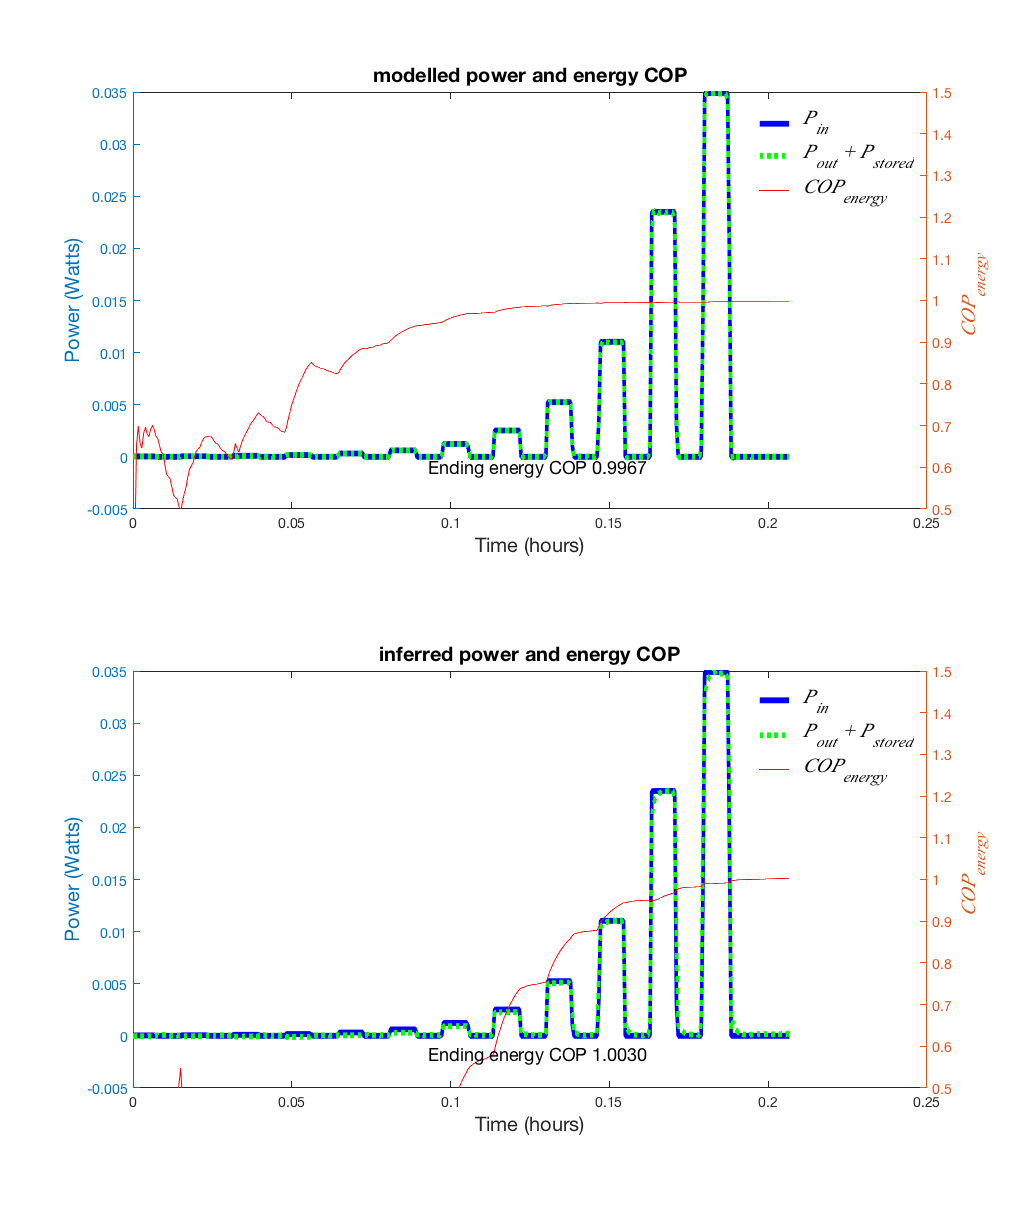 modelled power and energy COP
0.035
0.03
0.025
0.02
0.015
0.01
0.005
0
-0.005
Power (Watts)
P_in
P_out + P_stored
COP_energy
1.5
1.4
1.3
1.2
1.1
1
0.9
0.8
0.7
0.6
0.5
COP_energy
Ending energy COP 0.9967
0 0.05 0.1 0.15 0.2 0.25
Time (hours)
inferred power and energy COP
0.035
0.03
0.025
0.02
0.015
0.01
0.005
0
-0.005
Power (Watts)
P_in
P_out + P_stored
COP_energy
1.5
1.4
1.3
1.2
1.1
1
0.9
0.8
0.7
0.6
0.5
COP_energy
Ending energy COP 1.0030
0 0.05 0.1 0.15 0.2 0.25
Time (hours)